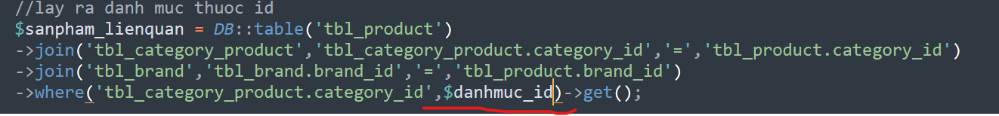 //lay ra danh muc thuoc id
$sanpham_lienquan = DB::table('tbl_product')
->join('tbl_category_product','tbl_category_product.category_id','=','tbl_product.category_id')
->join('tbl_brand','tbl_brand.brand_id','=','tbl_product.brand_id')
->where('tbl_category_product.category_id',$danhmuc_id)->get();